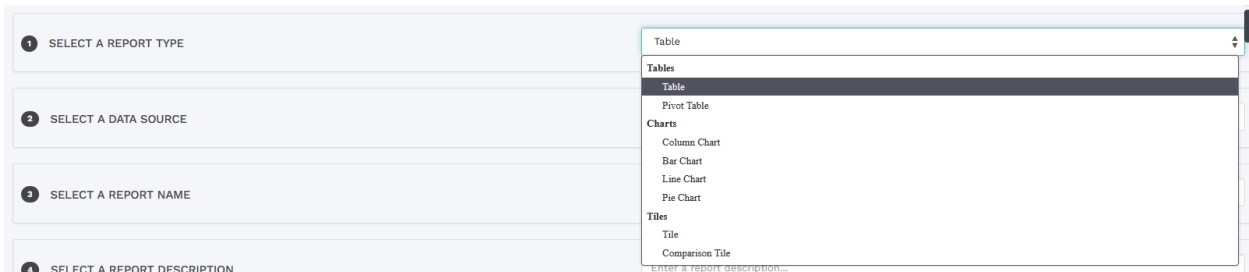 1 SELECT A REPORT TYPE
Table
Tables
Table
Pivot Table
Charts
Column Chart
Bar Chart
Line Chart
Pie Chart
Tiles
Tile
Comparison Tile
2 SELECT A DATA SOURCE
3 SELECT A REPORT NAME
4 SELECT A REPORT DESCRIPTION
Enter a report description...